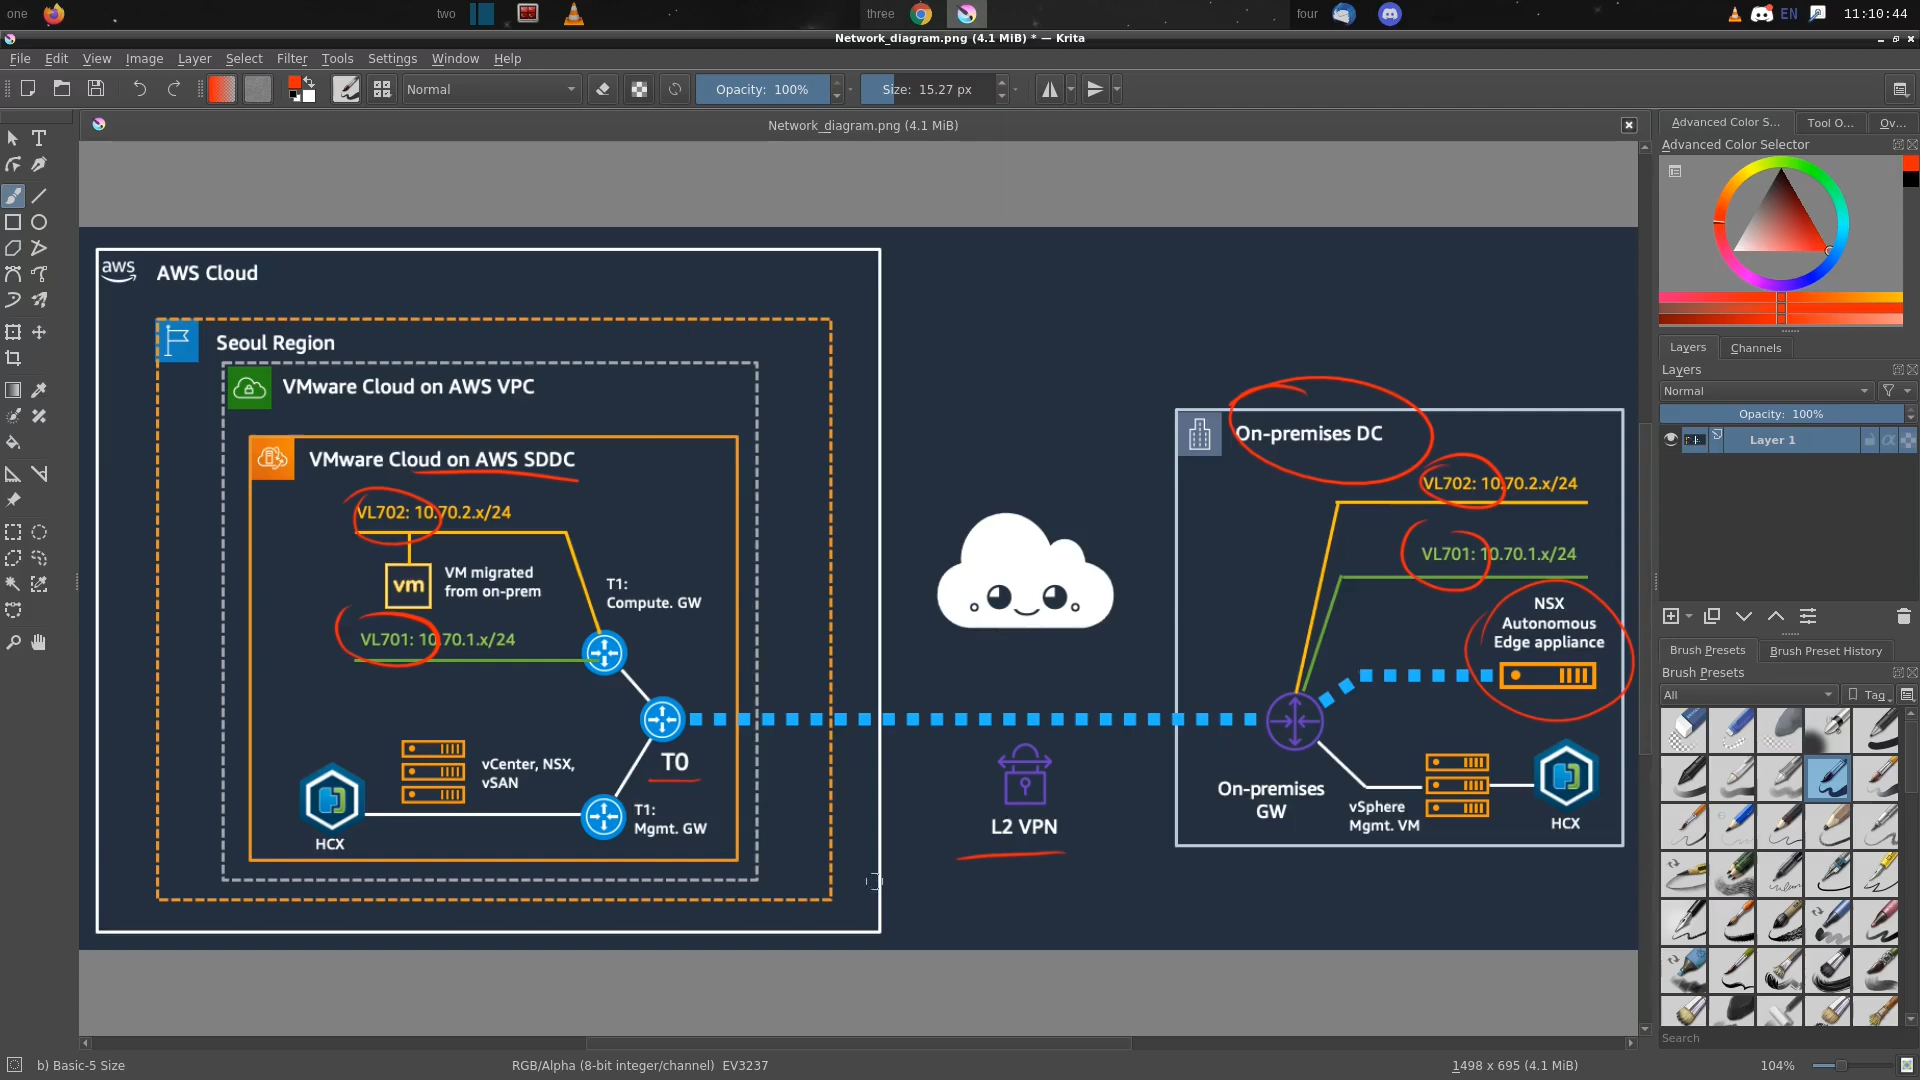 one
two
three
four
EN
11:10:44
Network_diagram.png (4.1 MiB) * — Krita
File Edit View Image Layer Select Filter Tools Settings Window Help
Normal
Opacity: 100%
Size: 15.27 px
Network_diagram.png (4.1 MiB)
Advanced Color S...
Tool O...
Ov...
Advanced Color Selector
aws
AWS Cloud
Seoul Region
VMware Cloud on AWS VPC
VMware Cloud on AWS SDDC
VL702: 10.70.2.x/24
vm
VM migrated
from on-prem
T1:
Compute. GW
VL701: 10.70.1.x/24
T0
vCenter, NSX,
vSAN
HCX
T1:
Mgmt. GW
L2 VPN
On-premises DC
VL702: 10.70.2.x/24
VL701: 10.70.1.x/24
NSX
Autonomous
Edge appliance
On-premises
GW
vSphere
Mgmt. VM
HCX
Layers
Channels
Layers
Normal
Opacity: 100%
Layer 1
Brush Presets
Brush Preset History
Brush Presets
All
Tag
Search
b) Basic-5 Size
RGB/Alpha (8-bit integer/channel) EV3237
1498 x 695 (4.1 MiB)
104%